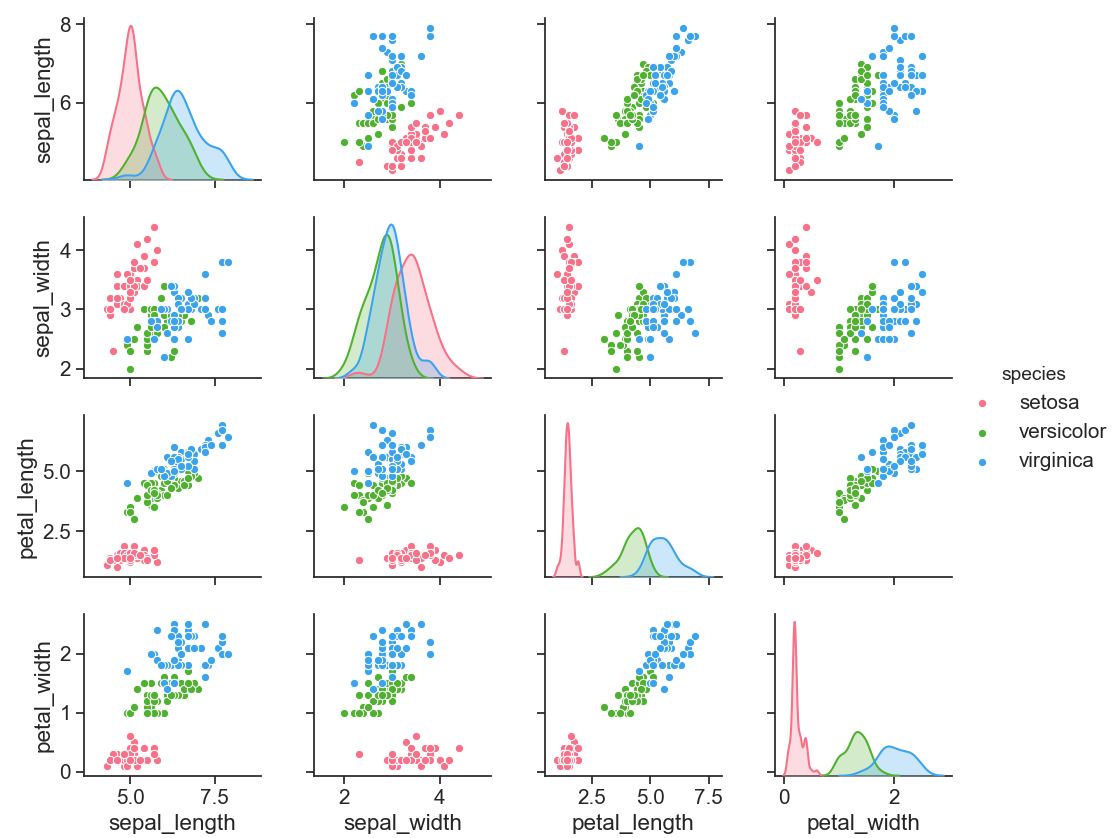 8
6
sepal_length
4
3
2
sepal_width
species
setosa
versicolor
virginica
5.0
2.5
petal_length
2
1
0
petal_width
5.0 7.5
2 4
2.5 5.0 7.5
0 2
sepal_length
sepal_width
petal_length
petal_width